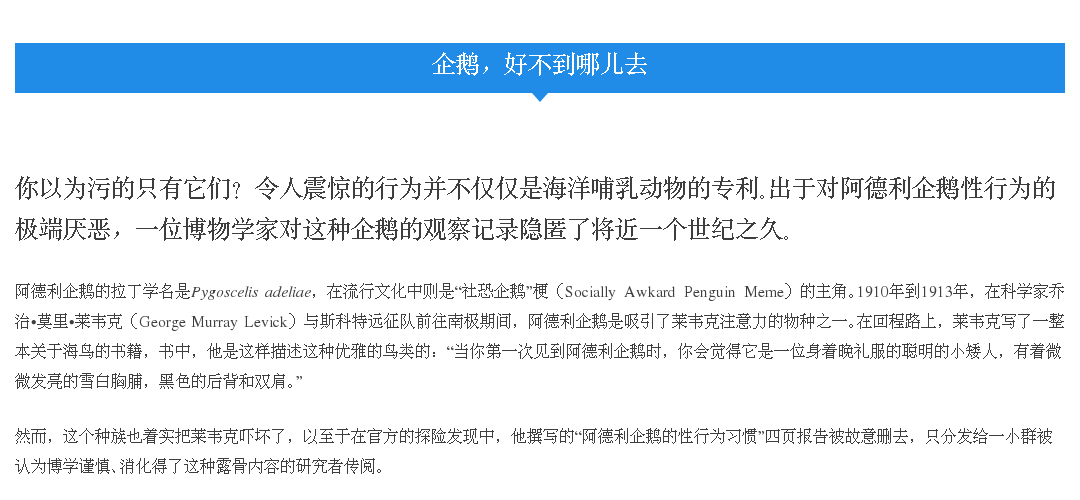 企鹅，好不到哪儿去
你以为污的只有它们？令人震惊的行为并不仅仅是海洋哺乳动物的专利。出于对阿德利企鹅性行为的
极端厌恶，一位博物学家对这种企鹅的观察记录隐匿了将近一个世纪之久。
阿德利企鹅的拉丁学名是Pygoscelis adeliae，在流行文化中则是“社恐企鹅”梗（Socially Awkard Penguin Meme）的主角。1910年到1913年，在科学家乔
治•莫里•莱韦克（George Murray Levick）与斯科特远征队前往南极期间，阿德利企鹅是吸引了莱韦克注意力的物种之一。在回程路上，莱韦克写了一整
本关于海鸟的书籍，书中，他是这样描述这种优雅的鸟类的：“当你第一次见到阿德利企鹅时，你会觉得它是一位身着晚礼服的聪明的小矮人，有着微
微发亮的雪白胸脯，黑色的后背和双肩。”
然而，这个种族也着实把莱韦克吓坏了，以至于在官方的探险发现中，他撰写的“阿德利企鹅的性行为习惯”四页报告被故意删去，只分发给一小群被
认为博学谨慎、消化得了这种露骨内容的研究者传阅。